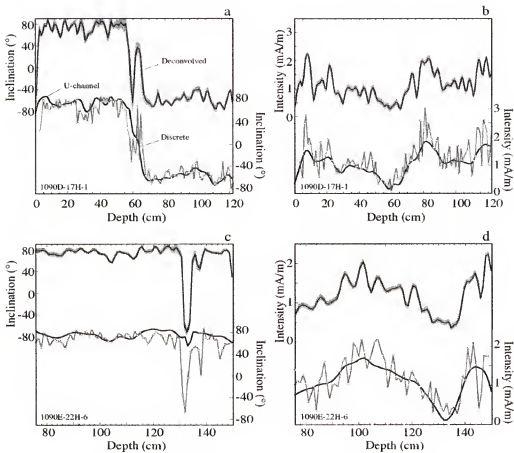 a
b
Inclination (°)
80
40
0
-40
-80
Deconvolved
U-channel
Discrete
80
40
0
-40
-80
Inclination (°)
1090D-17H-1
0 20 40 60 80 100 120
Depth (cm)
Intensity (mA/m)
3
2
1
0
3
2
1
0
Intensity (mA/m)
1090D-17H-1
0 20 40 60 80 100 120
Depth (cm)
c
d
Inclination (°)
80
40
0
-40
-80
80
40
0
-40
-80
Inclination (°)
1090E-22H-6
80 100 120 140
Depth (cm)
Intensity (mA/m)
2
1
0
2
1
0
Intensity (mA/m)
1090E-22H-6
80 100 120 140
Depth (cm)